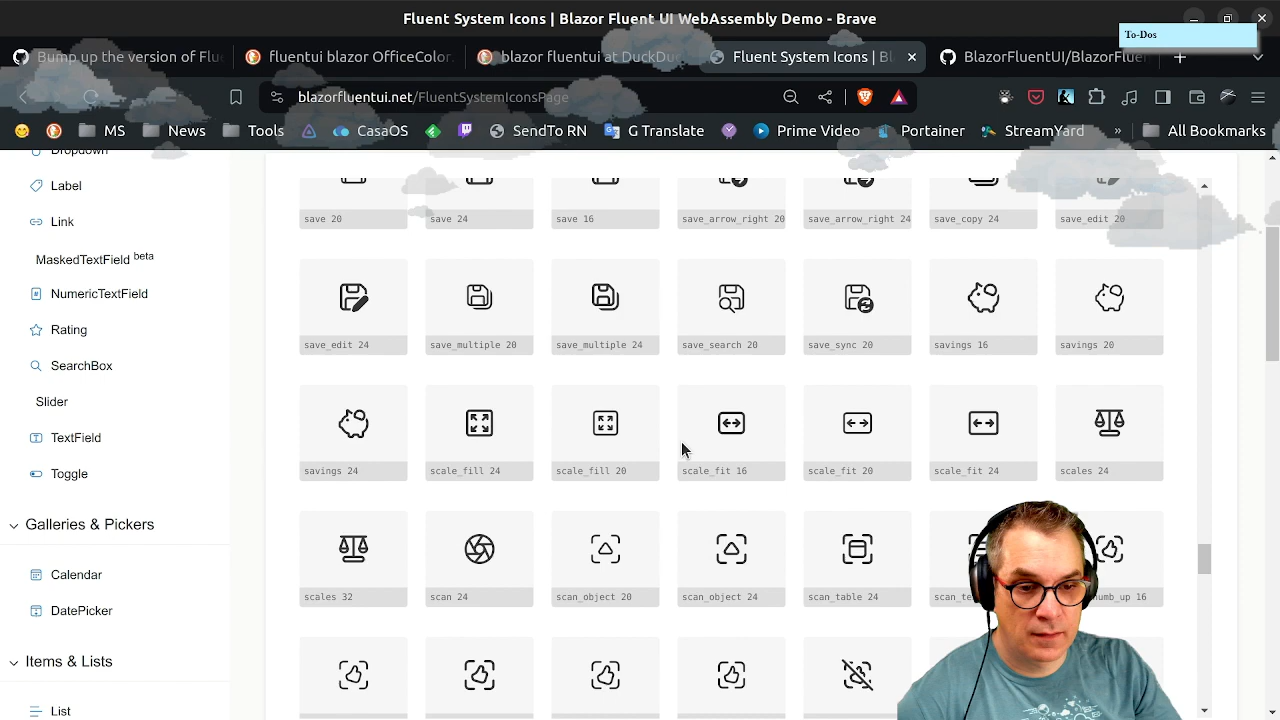 Fluent System Icons | Blazor Fluent UI WebAssembly Demo - Brave
To-Dos
Bump up the version of Flue
fluentui blazor OfficeColor
blazor fluentui at DuckDu
Fluent System Icons | Bl
BlazorFluentUI/BlazorFluen
blazorfluentui.net/FluentSystemIconsPage
MS
News
Tools
CasaOS
SendTo RN
G Translate
Prime Video
Portainer
StreamYard
»
All Bookmarks
Dropdown
Label
Link
MaskedTextField beta
NumericTextField
Rating
SearchBox
Slider
TextField
Toggle
Galleries & Pickers
Calendar
DatePicker
Items & Lists
List
save 20
save 24
save 16
save_arrow_right 20
save_arrow_right 24
save_copy 24
save_edit 20
save_edit 24
save_multiple 20
save_multiple 24
save_search 20
save_sync 20
savings 16
savings 20
savings 24
scale_fill 24
scale_fill 20
scale_fit 16
scale_fit 20
scale_fit 24
scales 24
scales 32
scan 24
scan_object 20
scan_object 24
scan_table 24
scan_te
humb_up 16